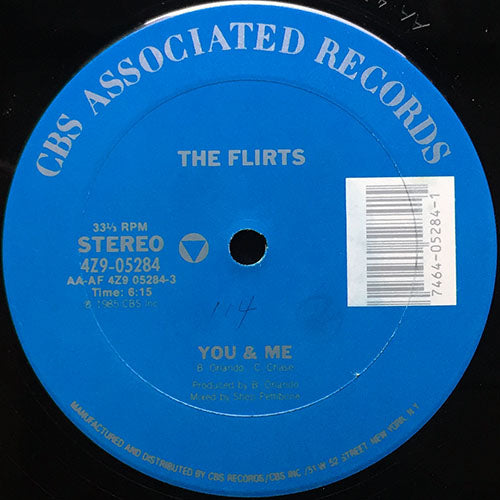 CBS ASSOCIATED RECORDS
THE FLIRTS
33⅓ RPM
STEREO
4Z9-05284
AA-AF 4Z9 05284-3
Time: 6:15
℗ 1985 CBS Inc.
7464-05284-1
114
YOU & ME
B. Orlando C. Chase
Produced by B. Orlando
Mixed by Shep Pettibone
MANUFACTURED AND DISTRIBUTED BY CBS RECORDS/CBS INC /51 W 52 STREET, NEW YORK, N.Y.